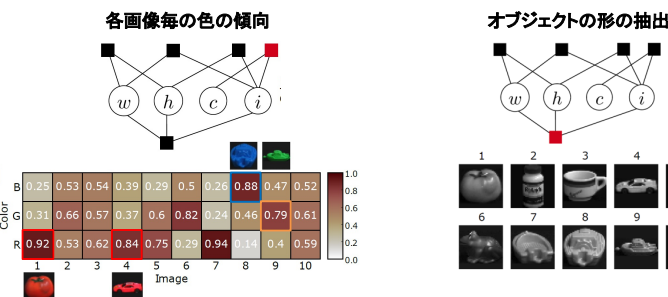 各画像毎の色の傾向
w h c i
B 0.25 0.53 0.54 0.39 0.29 0.5 0.26 0.88 0.47 0.52
G 0.31 0.66 0.57 0.37 0.6 0.82 0.24 0.46 0.79 0.61
R 0.92 0.53 0.62 0.84 0.75 0.29 0.94 0.14 0.4 0.59
Color
1 2 3 4 5 6 7 8 9 10
Image
1.0
0.8
0.6
0.4
0.2
0.0
オブジェクトの形の抽出
w h c i
1 2 3 4
6 7 8 9